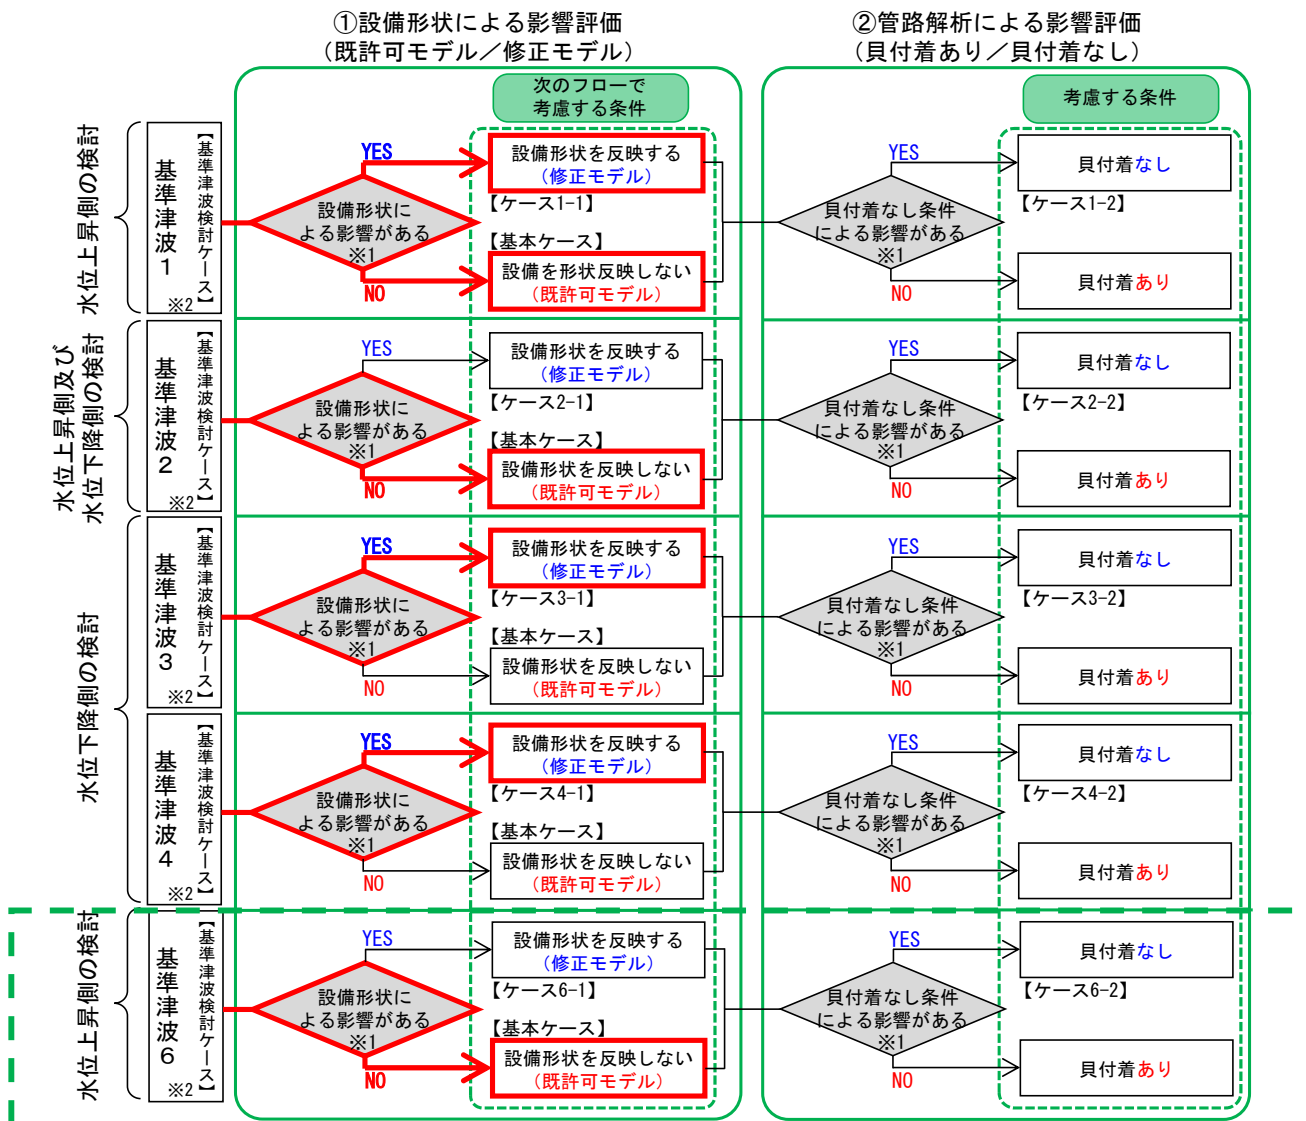 ①設備形状による影響評価
（既許可モデル／修正モデル）
②管路解析による影響評価
（貝付着あり／貝付着なし）
次のフローで
考慮する条件
考慮する条件
水位上昇側の検討
基準津波１
【基準津波検討ケース】
※2
設備形状に
よる影響がある
※1
YES
設備形状を反映する
（修正モデル）
【ケース1-1】
【基本ケース】
設備を形状反映しない
（既許可モデル）
NO
貝付着なし条件
による影響がある
※1
YES
貝付着なし
【ケース1-2】
貝付着あり
NO
水位上昇側及び
水位下降側の検討
基準津波２
【基準津波検討ケース】
※2
設備形状に
よる影響がある
※1
YES
設備形状を反映する
（修正モデル）
【ケース2-1】
【基本ケース】
設備形状を反映しない
（既許可モデル）
NO
貝付着なし条件
による影響がある
※1
YES
貝付着なし
【ケース2-2】
貝付着あり
NO
水位下降側の検討
基準津波３
【基準津波検討ケース】
※2
設備形状に
よる影響がある
※1
YES
設備形状を反映する
（修正モデル）
【ケース3-1】
【基本ケース】
設備形状を反映しない
（既許可モデル）
NO
貝付着なし条件
による影響がある
※1
YES
貝付着なし
【ケース3-2】
貝付着あり
NO
基準津波４
【基準津波検討ケース】
※2
設備形状に
よる影響がある
※1
YES
設備形状を反映する
（修正モデル）
【ケース4-1】
【基本ケース】
設備形状を反映しない
（既許可モデル）
NO
貝付着なし条件
による影響がある
※1
YES
貝付着なし
【ケース4-2】
貝付着あり
NO
水位上昇側の検討
基準津波６
【基準津波検討ケース】
※2
設備形状に
よる影響がある
※1
YES
設備形状を反映する
（修正モデル）
【ケース6-1】
【基本ケース】
設備形状を反映しない
（既許可モデル）
NO
貝付着なし条件
による影響がある
※1
YES
貝付着なし
【ケース6-2】
貝付着あり
NO